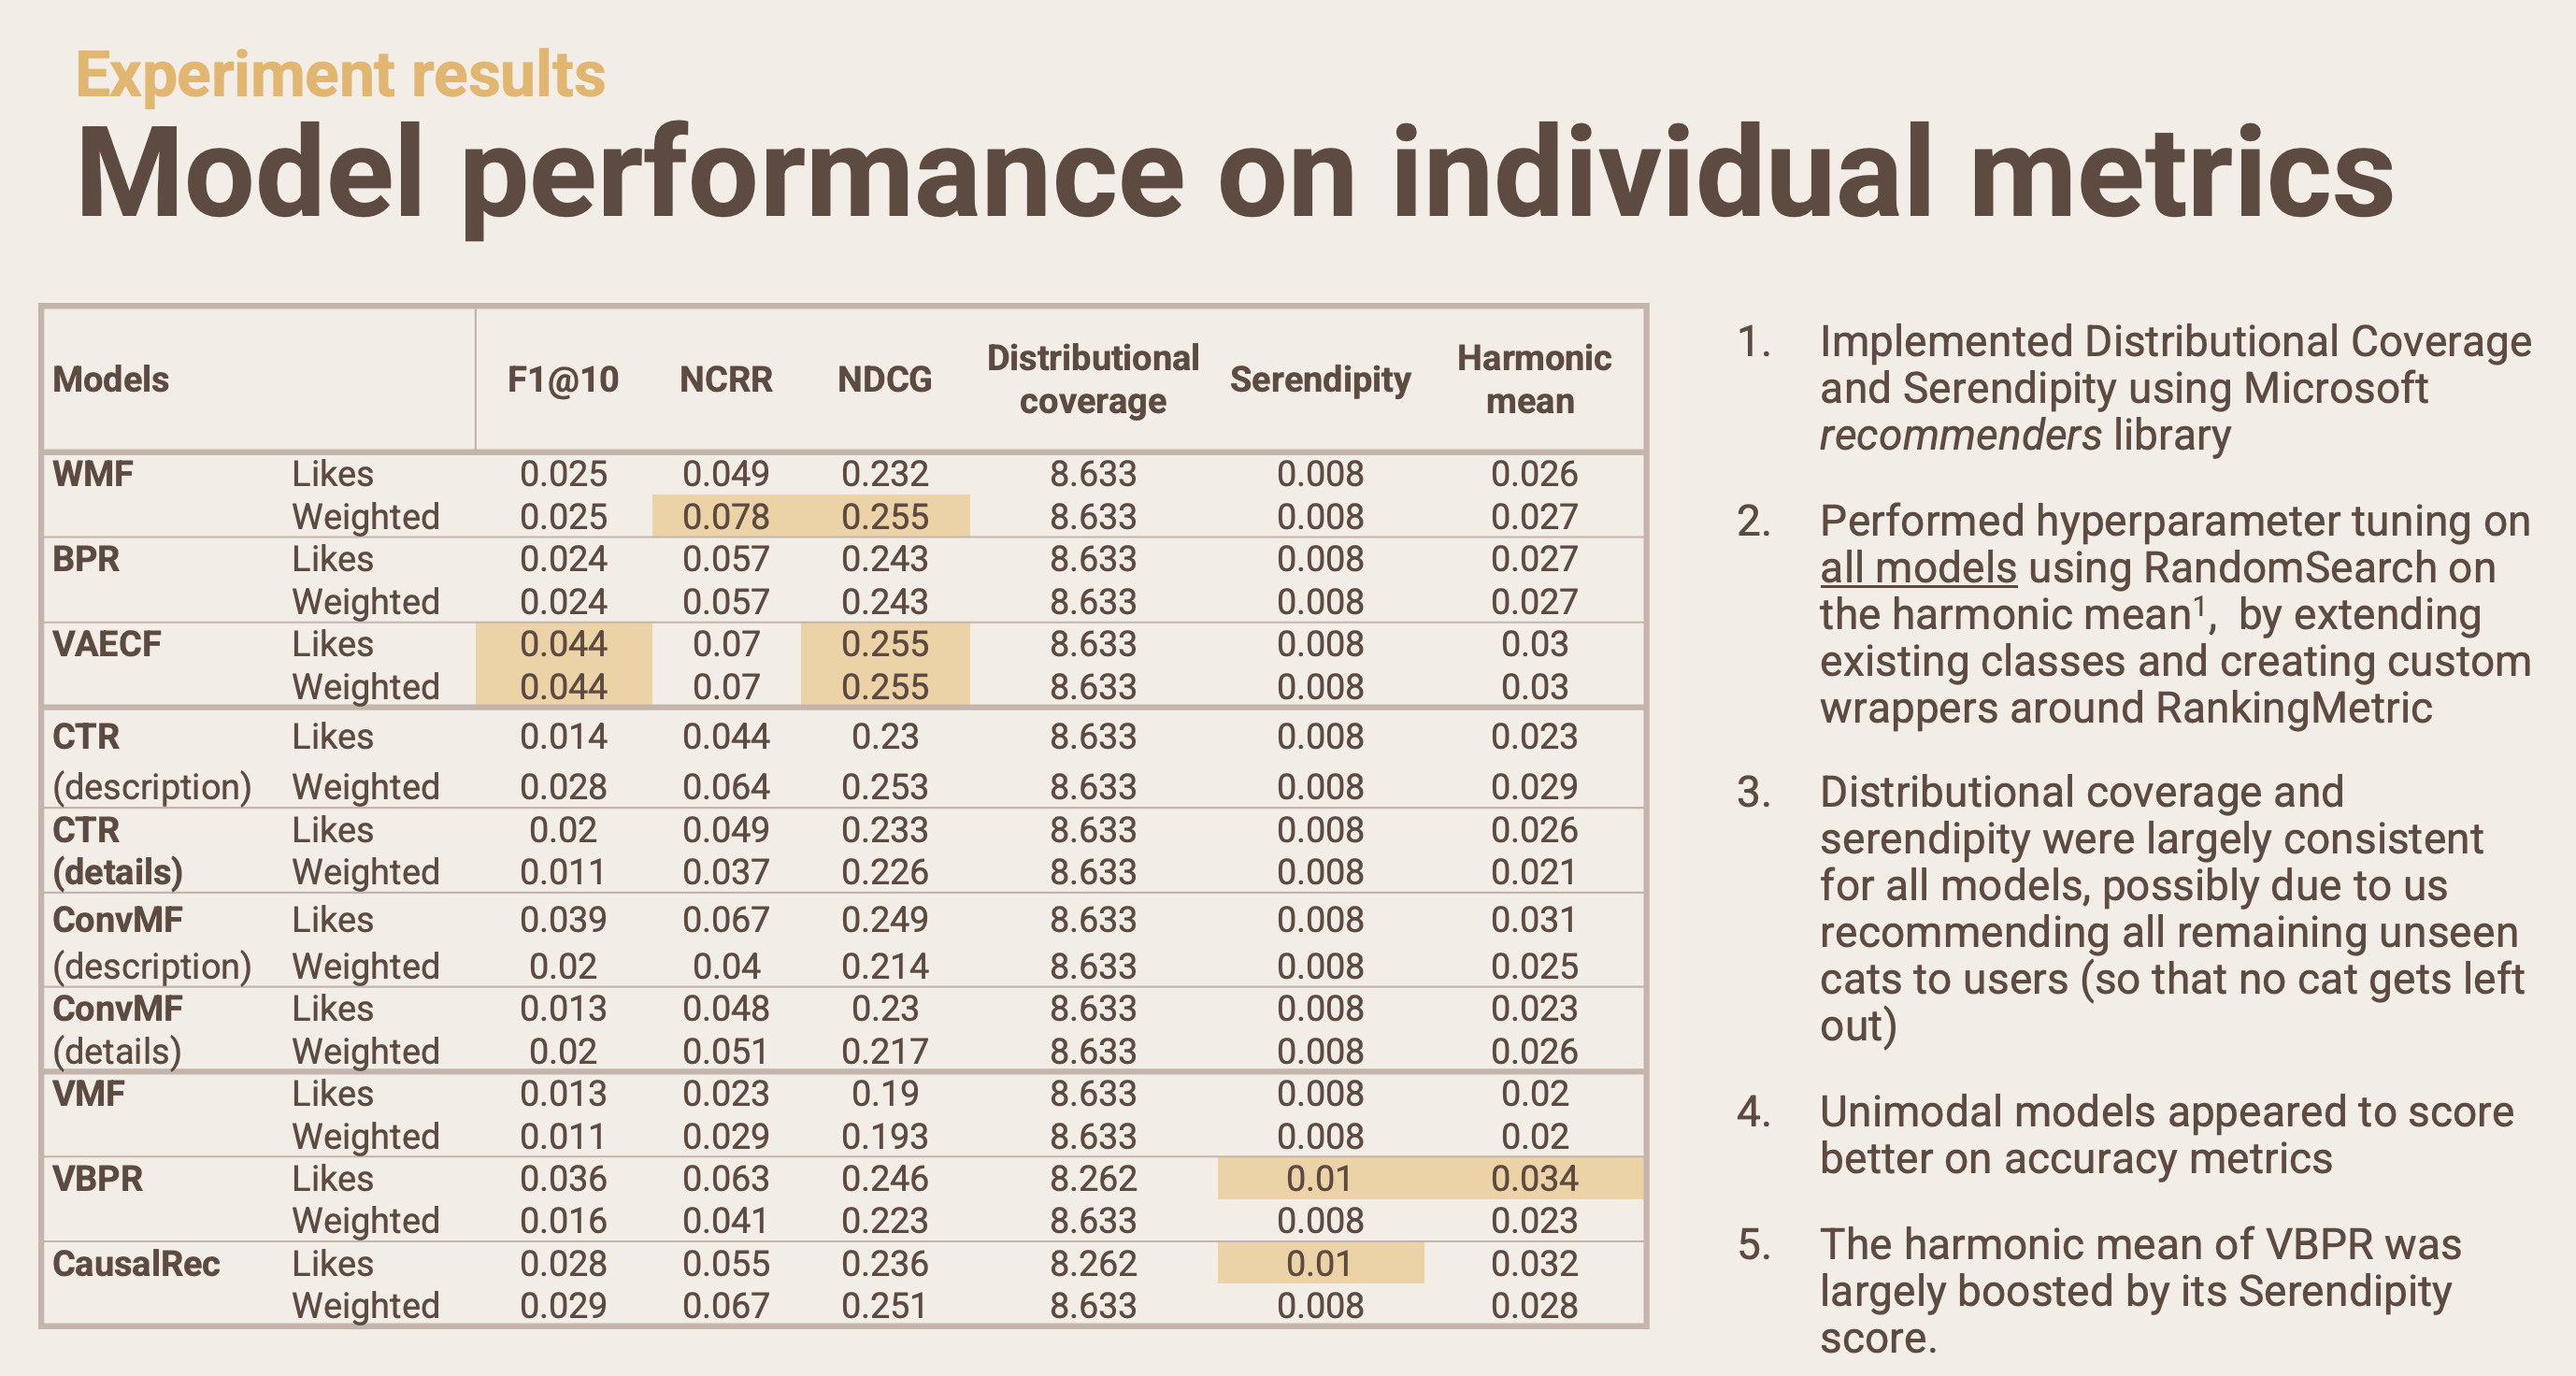 Experiment results
Model performance on individual metrics
Models F1@10 NCRR NDCG Distributional coverage Serendipity Harmonic mean
WMF Likes 0.025 0.049 0.232 8.633 0.008 0.026
Weighted 0.025 0.078 0.255 8.633 0.008 0.027
BPR Likes 0.024 0.057 0.243 8.633 0.008 0.027
Weighted 0.024 0.057 0.243 8.633 0.008 0.027
VAECF Likes 0.044 0.07 0.255 8.633 0.008 0.03
Weighted 0.044 0.07 0.255 8.633 0.008 0.03
CTR Likes 0.014 0.044 0.23 8.633 0.008 0.023
(description) Weighted 0.028 0.064 0.253 8.633 0.008 0.029
CTR Likes 0.02 0.049 0.233 8.633 0.008 0.026
(details) Weighted 0.011 0.037 0.226 8.633 0.008 0.021
ConvMF Likes 0.039 0.067 0.249 8.633 0.008 0.031
(description) Weighted 0.02 0.04 0.214 8.633 0.008 0.025
ConvMF Likes 0.013 0.048 0.23 8.633 0.008 0.023
(details) Weighted 0.02 0.051 0.217 8.633 0.008 0.026
VMF Likes 0.013 0.023 0.19 8.633 0.008 0.02
Weighted 0.011 0.029 0.193 8.633 0.008 0.02
VBPR Likes 0.036 0.063 0.246 8.262 0.01 0.034
Weighted 0.016 0.041 0.223 8.633 0.008 0.023
CausalRec Likes 0.028 0.055 0.236 8.262 0.01 0.032
Weighted 0.029 0.067 0.251 8.633 0.008 0.028
1. Implemented Distributional Coverage
and Serendipity using Microsoft
recommenders library
2. Performed hyperparameter tuning on
all models using RandomSearch on
the harmonic mean¹, by extending
existing classes and creating custom
wrappers around RankingMetric
3. Distributional coverage and
serendipity were largely consistent
for all models, possibly due to us
recommending all remaining unseen
cats to users (so that no cat gets left
out)
4. Unimodal models appeared to score
better on accuracy metrics
5. The harmonic mean of VBPR was
largely boosted by its Serendipity
score.